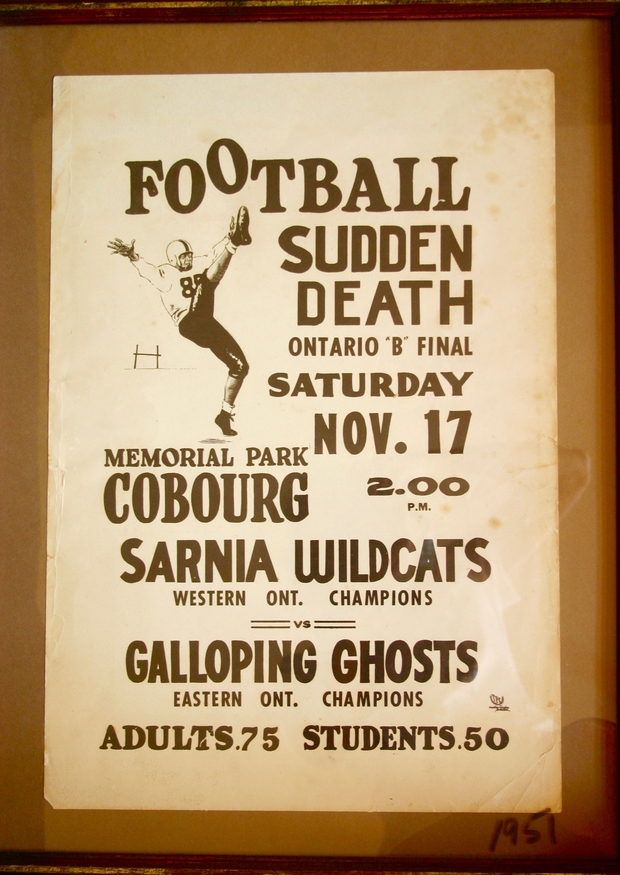 FOOTBALL
SUDDEN
DEATH
ONTARIO "B" FINAL
SATURDAY
NOV. 17
MEMORIAL PARK
COBOURG
2.00
P.M.
SARNIA WILDCATS
WESTERN ONT. CHAMPIONS
VS
GALLOPING GHOSTS
EASTERN ONT. CHAMPIONS
ADULTS.75 STUDENTS.50
1951